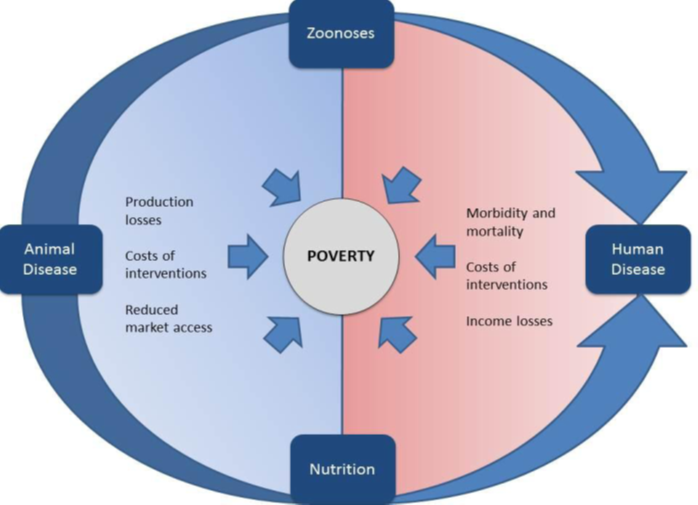 Zoonoses
Production
losses
Costs of
interventions
Reduced
market access
Animal
Disease
POVERTY
Morbidity and
mortality
Costs of
interventions
Income losses
Human
Disease
Nutrition